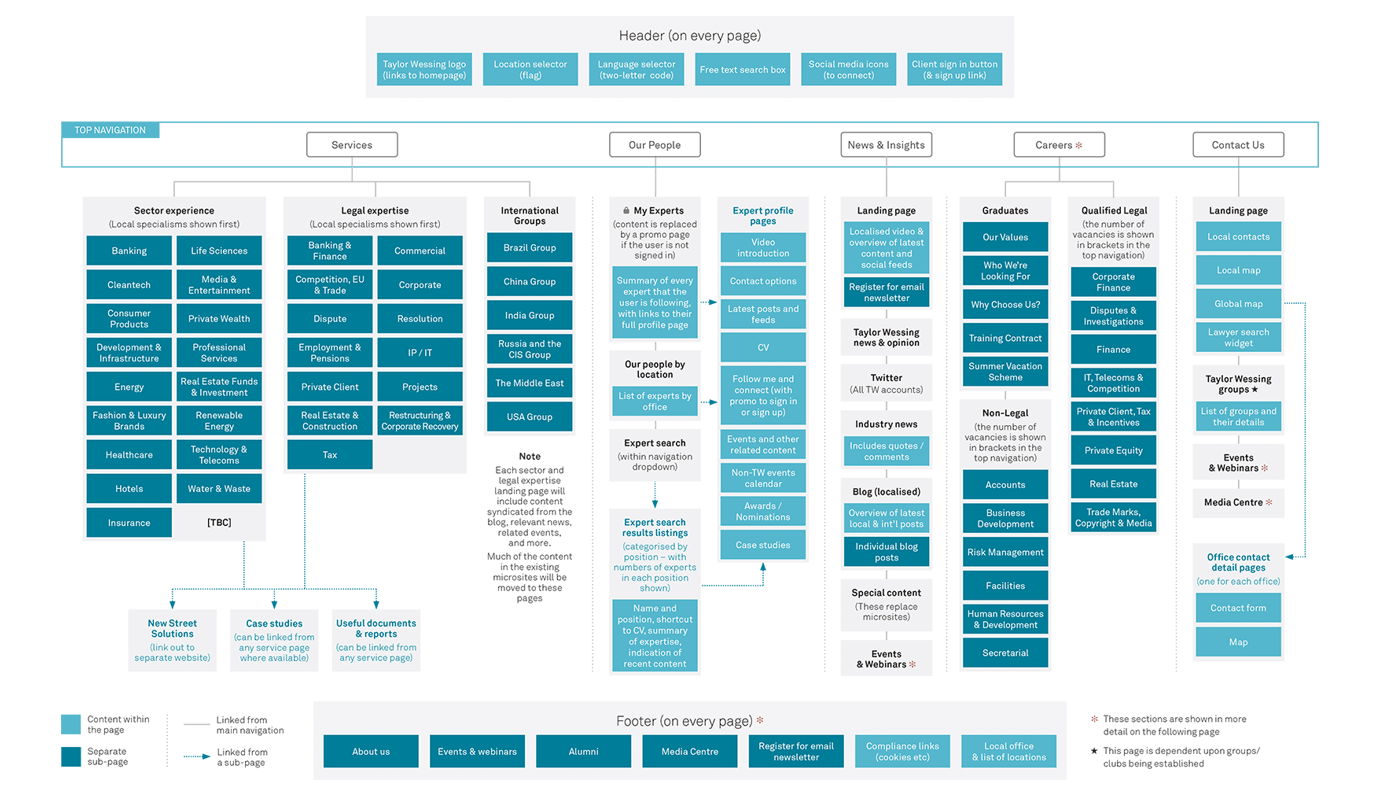 Header (on every page)
Taylor Wessing logo
(links to homepage)
Location selector
(flag)
Language selector
(two-letter code)
Free text search box
Social media icons
(to connect)
Client sign in button
(& sign up link)
TOP NAVIGATION
Services
Our People
News & Insights
Careers ✻
Contact Us
Sector experience
(Local specialisms shown first)
Banking
Life Sciences
Cleantech
Media &
Entertainment
Consumer
Products
Private Wealth
Development &
Infrastructure
Professional
Services
Energy
Real Estate Funds
& Investment
Fashion & Luxury
Brands
Renewable
Energy
Healthcare
Technology &
Telecoms
Hotels
Water & Waste
Insurance
[TBC]
Legal expertise
(Local specialisms shown first)
Banking &
Finance
Commercial
Competition, EU
& Trade
Corporate
Dispute
Resolution
Employment &
Pensions
IP / IT
Private Client
Projects
Real Estate &
Construction
Restructuring &
Corporate Recovery
Tax
International
Groups
Brazil Group
China Group
India Group
Russia and the
CIS Group
The Middle East
USA Group
Note
Each sector and
legal expertise
landing page will
include content
syndicated from the
blog, relevant news,
related events,
and more.
Much of the content
in the existing
microsites will be
moved to these
pages
New Street
Solutions
(link out to
separate website)
Case studies
(can be linked from
any service page
where available)
Useful documents
& reports
(can be linked from
any service page)
My Experts
(content is replaced
by a promo page
if the user is not
signed in)
Summary of every
expert that the
user is following,
with links to their
full profile page
Our people by
location
List of experts by
office
Expert search
(within navigation
dropdown)
Expert search
results listings
(categorised by
position – with
numbers of experts
in each position
shown)
Name and
position, shortcut
to CV, summary
of expertise,
indication of
recent content
Expert profile
pages
Video
introduction
Contact options
Latest posts and
feeds
CV
Follow me and
connect (with
promo to sign in
or sign up)
Events and other
related content
Non-TW events
calendar
Awards /
Nominations
Case studies
Landing page
Localised video &
overview of latest
content and
social feeds
Register for email
newsletter
Taylor Wessing
news & opinion
Twitter
(All TW accounts)
Industry news
Includes quotes /
comments
Blog (localised)
Overview of latest
local & int'l posts
Individual blog
posts
Special content
(These replace
microsites)
Events
& Webinars ✻
Graduates
Our Values
Who We're
Looking For
Why Choose Us?
Training Contract
Summer Vacation
Scheme
Non-Legal
(the number of
vacancies is shown
in brackets in the
top navigation)
Accounts
Business
Development
Risk Management
Facilities
Human Resources
& Development
Secretarial
Qualified Legal
(the number of
vacancies is shown
in brackets in the
top navigation)
Corporate
Finance
Disputes &
Investigations
Finance
IT, Telecoms &
Competition
Private Client, Tax
& Incentives
Private Equity
Real Estate
Trade Marks,
Copyright & Media
Landing page
Local contacts
Local map
Global map
Lawyer search
widget
Taylor Wessing
groups ★
List of groups and
their details
Events
& Webinars ✻
Media Centre ✻
Office contact
detail pages
(one for each office)
Contact form
Map
Content within
the page
Separate
sub-page
Linked from
main navigation
Linked from
a sub-page
Footer (on every page) ✻
About us
Events & webinars
Alumni
Media Centre
Register for email
newsletter
Compliance links
(cookies etc)
Local office
& list of locations
✻ These sections are shown in more
detail on the following page
★ This page is dependent upon groups/
clubs being established